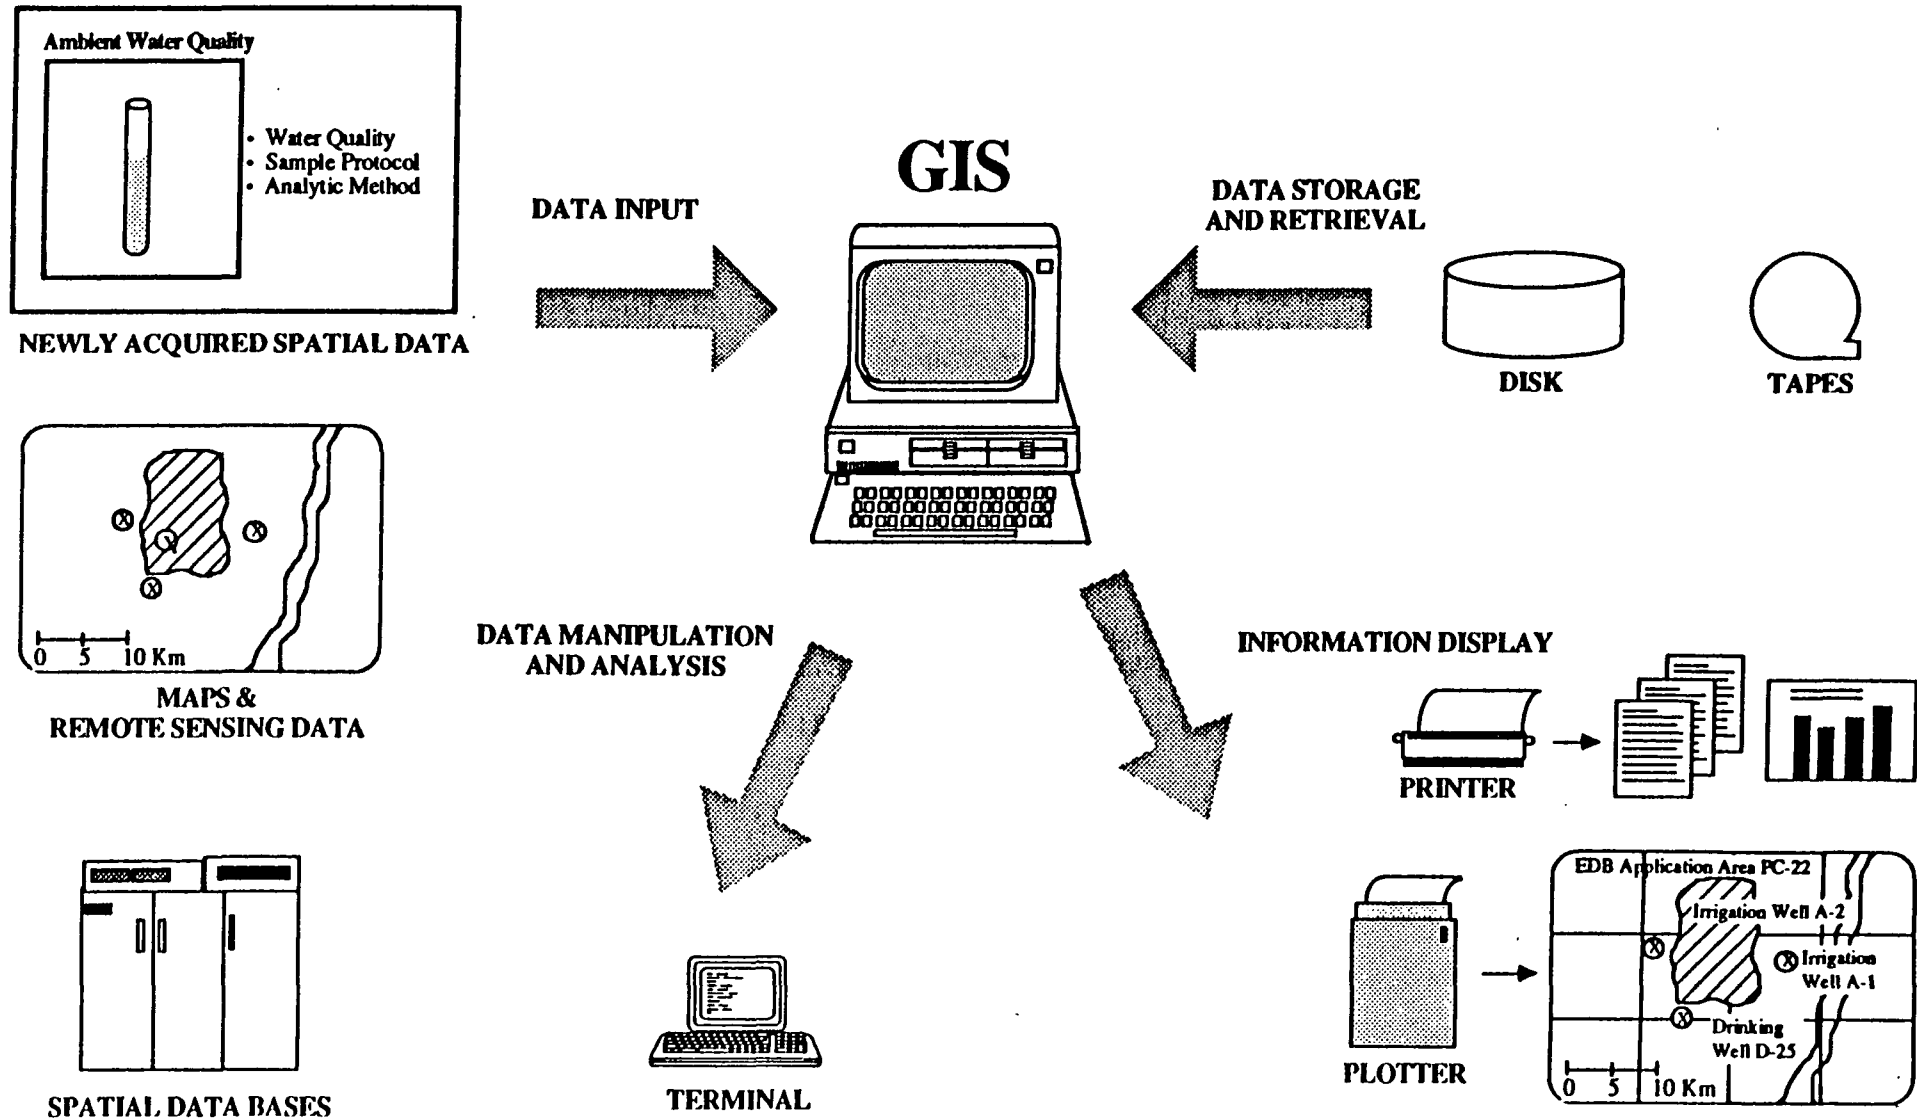 Ambient Water Quality
• Water Quality
• Sample Protocol
• Analytic Method
NEWLY ACQUIRED SPATIAL DATA
DATA INPUT
GIS
DATA STORAGE
AND RETRIEVAL
DISK
TAPES
X
X
X
0 5 10 Km
MAPS &
REMOTE SENSING DATA
DATA MANIPULATION
AND ANALYSIS
INFORMATION DISPLAY
PRINTER
SPATIAL DATA BASES
TERMINAL
PLOTTER
EDB Application Area PC-22
Irrigation Well A-2
X
X
Irrigation
Well A-1
X
Drinking
Well D-25
0 5 10 Km